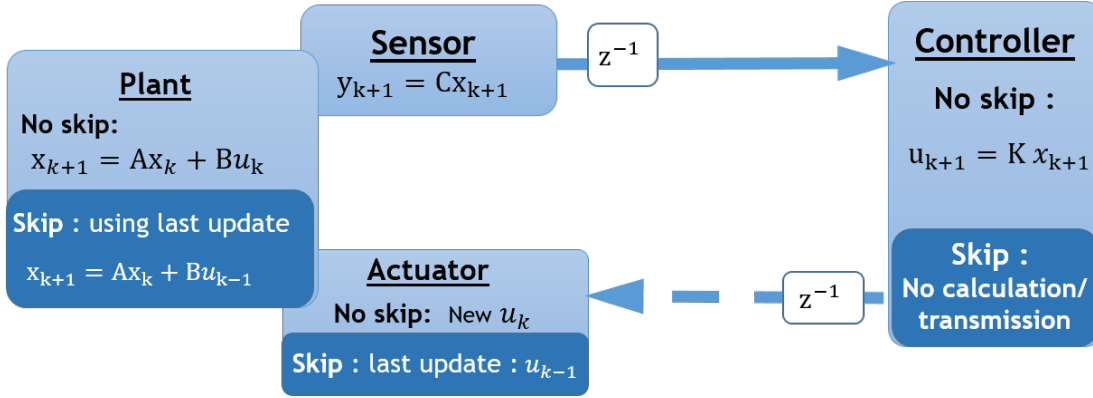 Plant
No skip:
xₖ₊₁ = Axₖ + Buₖ
Skip : using last update
xₖ₊₁ = Axₖ + Buₖ₋₁
Sensor
yₖ₊₁ = Cxₖ₊₁
z⁻¹
Controller
No skip :
uₖ₊₁ = K xₖ₊₁
Skip :
No calculation/
transmission
z⁻¹
Actuator
No skip: New uₖ
Skip : last update : uₖ₋₁